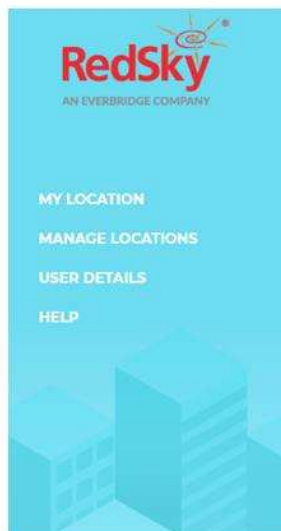 RedSky®
AN EVERBRIDGE COMPANY
MY LOCATION
MANAGE LOCATIONS
USER DETAILS
HELP